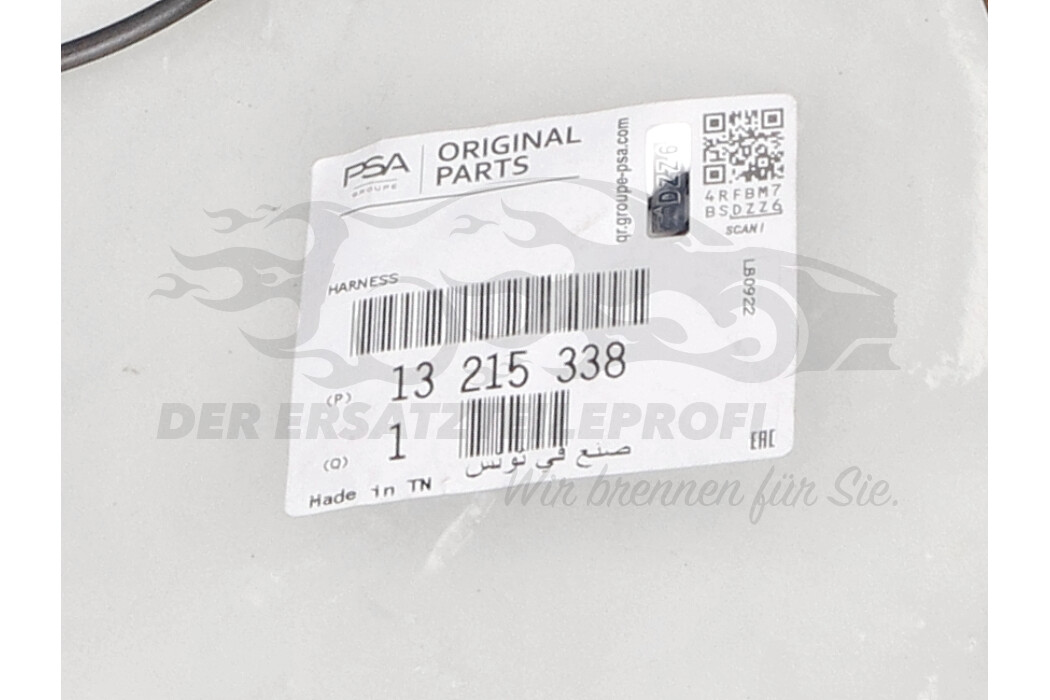 PSA
GROUPE
ORIGINAL
PARTS
qr.groupe-psa.com
DZZ6
4RFBM7
BSDZZ6
SCAN!
LB0922
HARNESS
(P) 13 215 338
(Q) 1
صنع في تونس
Made in TN
EAC
DER ERSATZTEILEPROFI
Wir brennen für Sie.